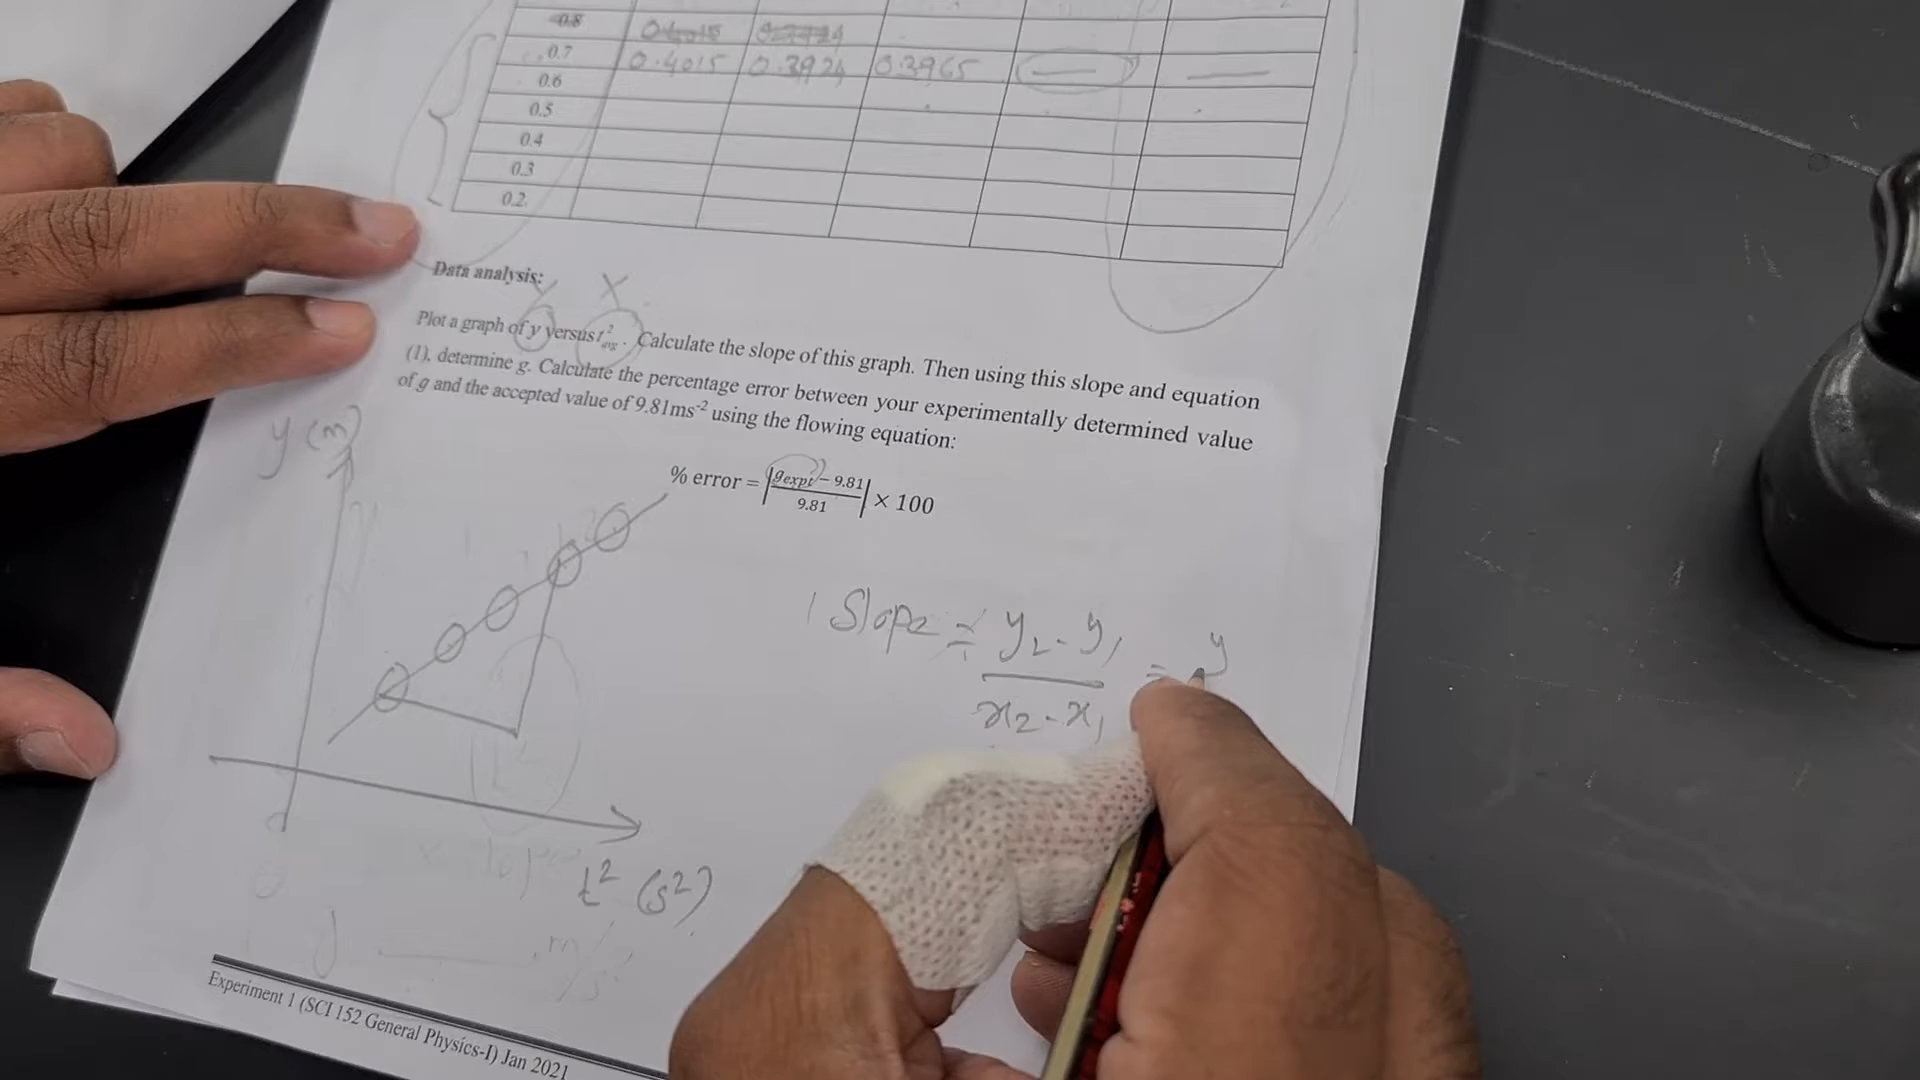 0.8
0.7 0.4015 0.3924 0.3965
0.6
0.5
0.4
0.3
0.2
Data analysis:
Y X
Plot a graph of y versus t²avg. Calculate the slope of this graph. Then using this slope and equation
(1), determine g. Calculate the percentage error between your experimentally determined value
of g and the accepted value of 9.81ms⁻² using the flowing equation:
% error = |gexpt − 9.81 / 9.81| × 100
y (m)
Slope = y₂ - y₁ / x₂ - x₁ = y
t² (s²)
Experiment 1 (SCI 152 General Physics-I) Jan 2021